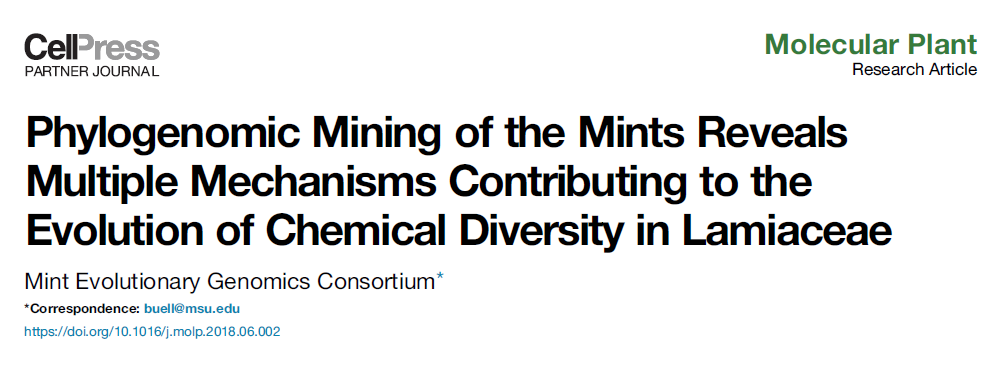 CellPress
PARTNER JOURNAL
Molecular Plant
Research Article
Phylogenomic Mining of the Mints Reveals
Multiple Mechanisms Contributing to the
Evolution of Chemical Diversity in Lamiaceae
Mint Evolutionary Genomics Consortium*
*Correspondence: buell@msu.edu
https://doi.org/10.1016/j.molp.2018.06.002